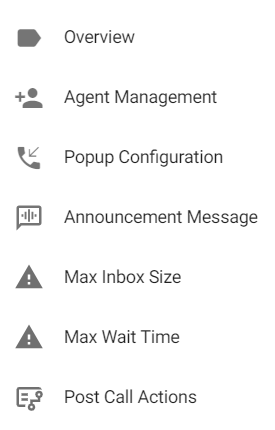 Overview
Agent Management
Popup Configuration
Announcement Message
Max Inbox Size
Max Wait Time
Post Call Actions